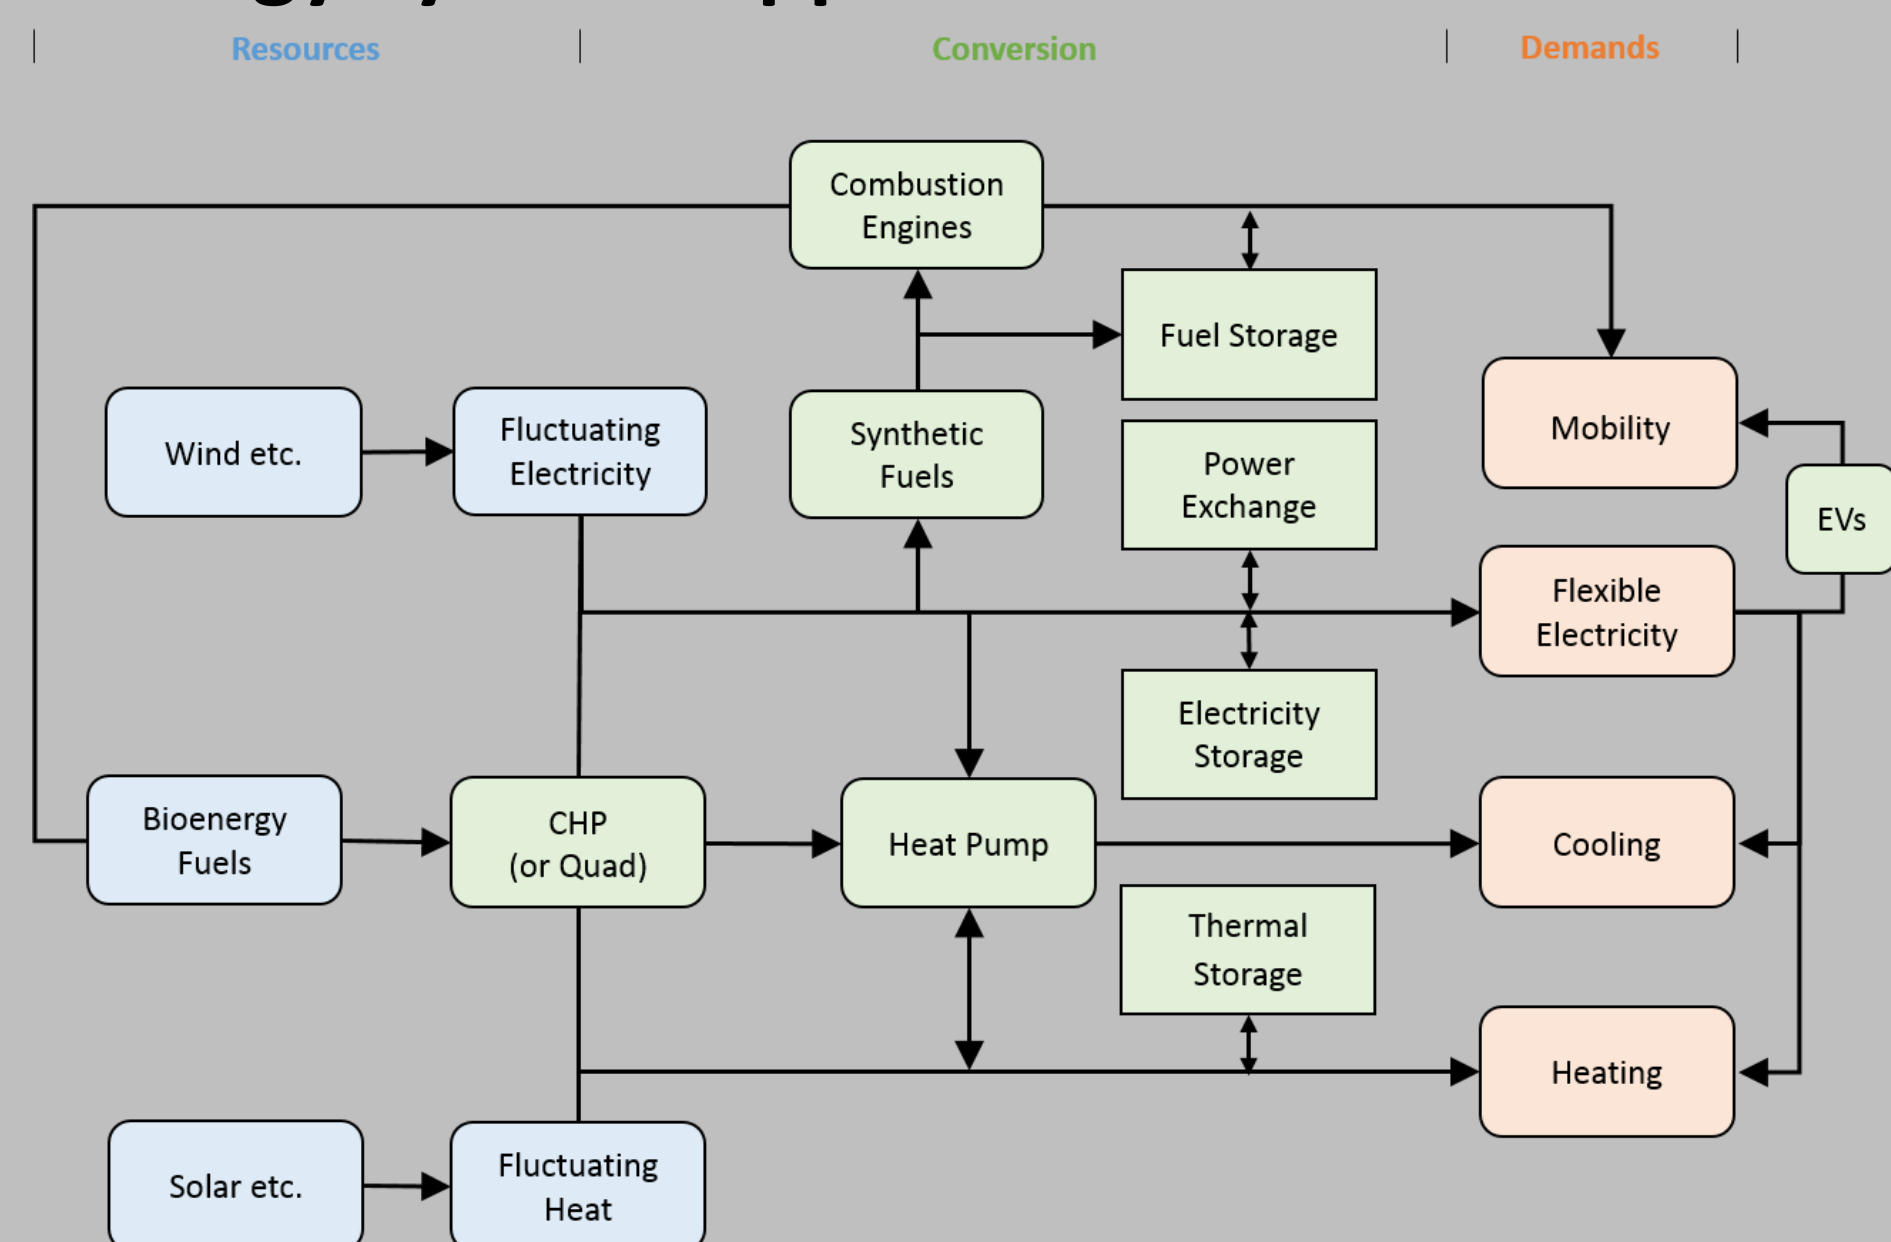 Resources
Conversion
Demands
Combustion
Engines
Fuel Storage
Wind etc.
Fluctuating
Electricity
Synthetic
Fuels
Power
Exchange
Mobility
EVs
Flexible
Electricity
Electricity
Storage
Bioenergy
Fuels
CHP
(or Quad)
Heat Pump
Cooling
Thermal
Storage
Heating
Solar etc.
Fluctuating
Heat